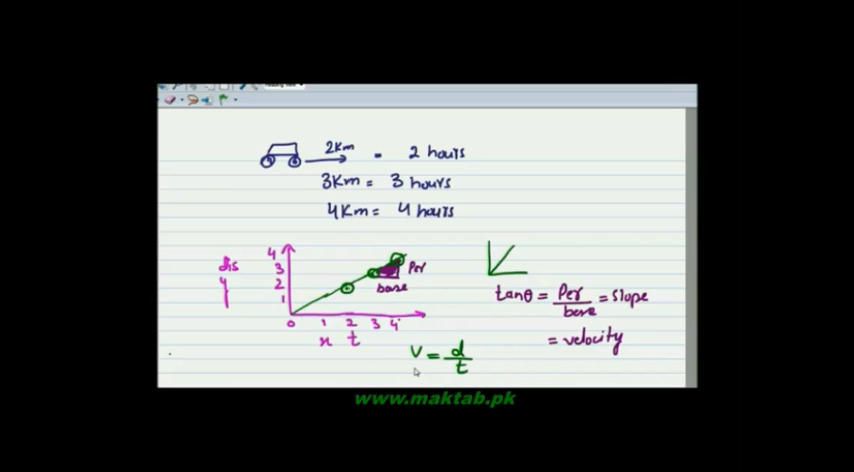 2Km = 2 hours
3Km = 3 hours
4Km = 4 hours
dis
y
4
3
2
1
Per
base
0 1 2 3 4
x t
tanθ = Per/base = slope
= velocity
V = d/t
www.maktab.pk